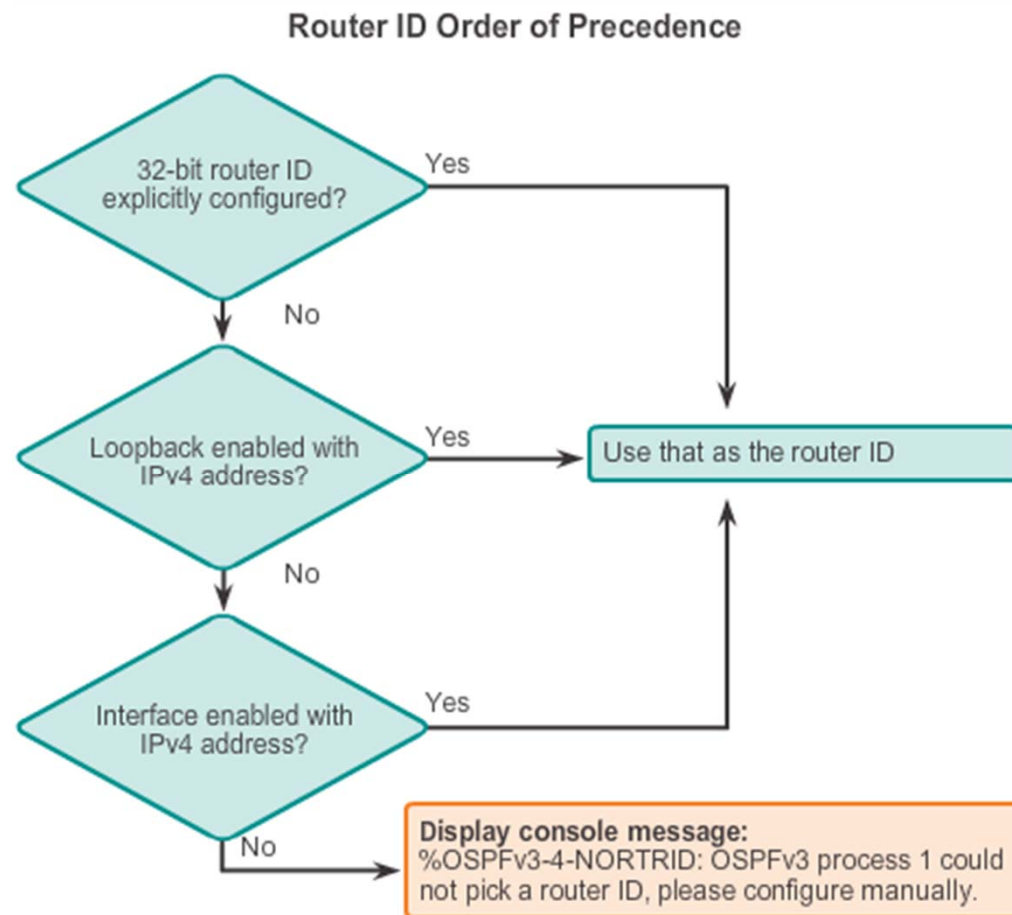 Router ID Order of Precedence
32-bit router ID
explicitly configured?
Yes
No
Loopback enabled with
IPv4 address?
Yes
Use that as the router ID
No
Interface enabled with
IPv4 address?
Yes
No
Display console message:
%OSPFv3-4-NORTRID: OSPFv3 process 1 could
not pick a router ID, please configure manually.